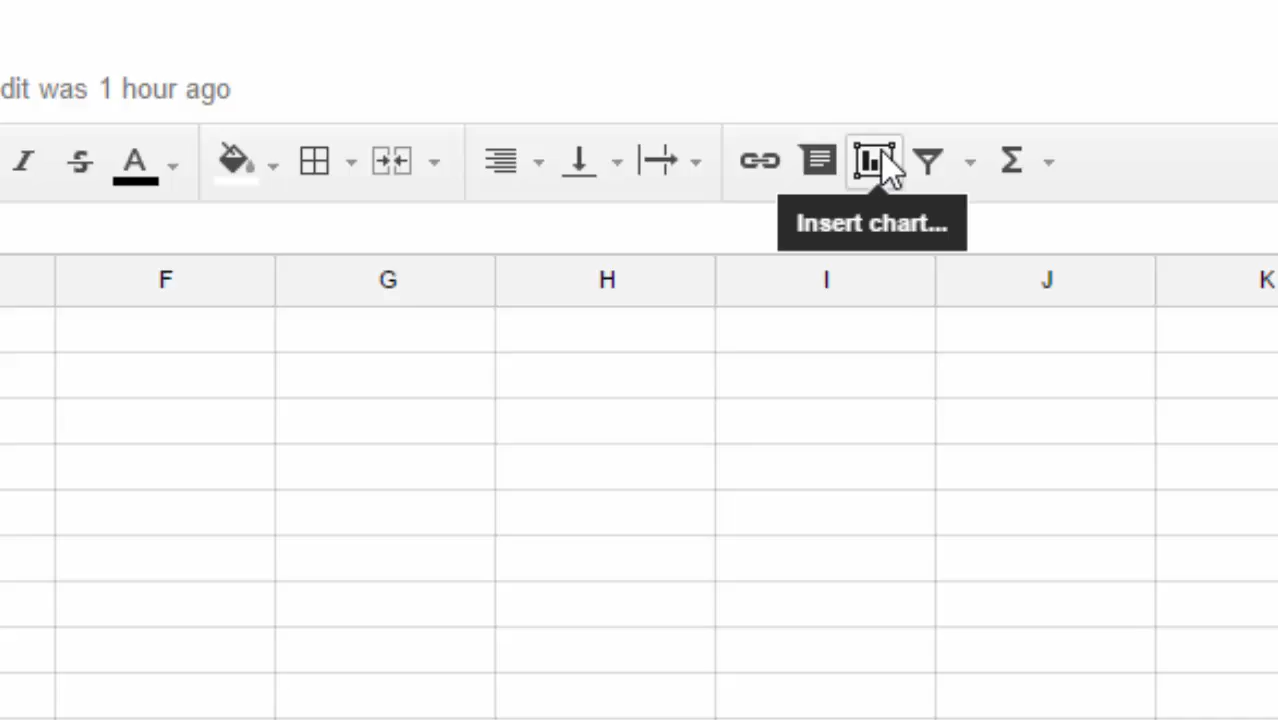 dit was 1 hour ago
I S A Σ
Insert chart...
F G H I J K